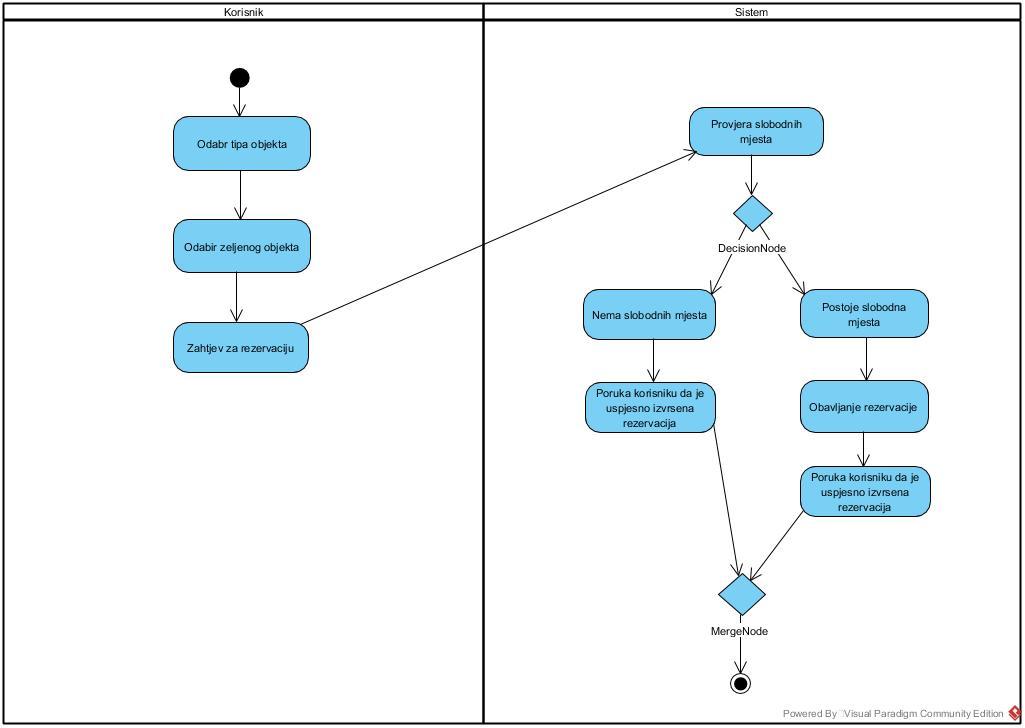 Korisnik
Sistem
Odabr tipa objekta
Odabir zeljenog objekta
Zahtjev za rezervaciju
Provjera slobodnih
mjesta
DecisionNode
Nema slobodnih mjesta
Postoje slobodna
mjesta
Poruka korisniku da je
uspjesno izvrsena
rezervacija
Obavljanje rezervacije
Poruka korisniku da je
uspjesno izvrsena
rezervacija
MergeNode
Powered By Visual Paradigm Community Edition